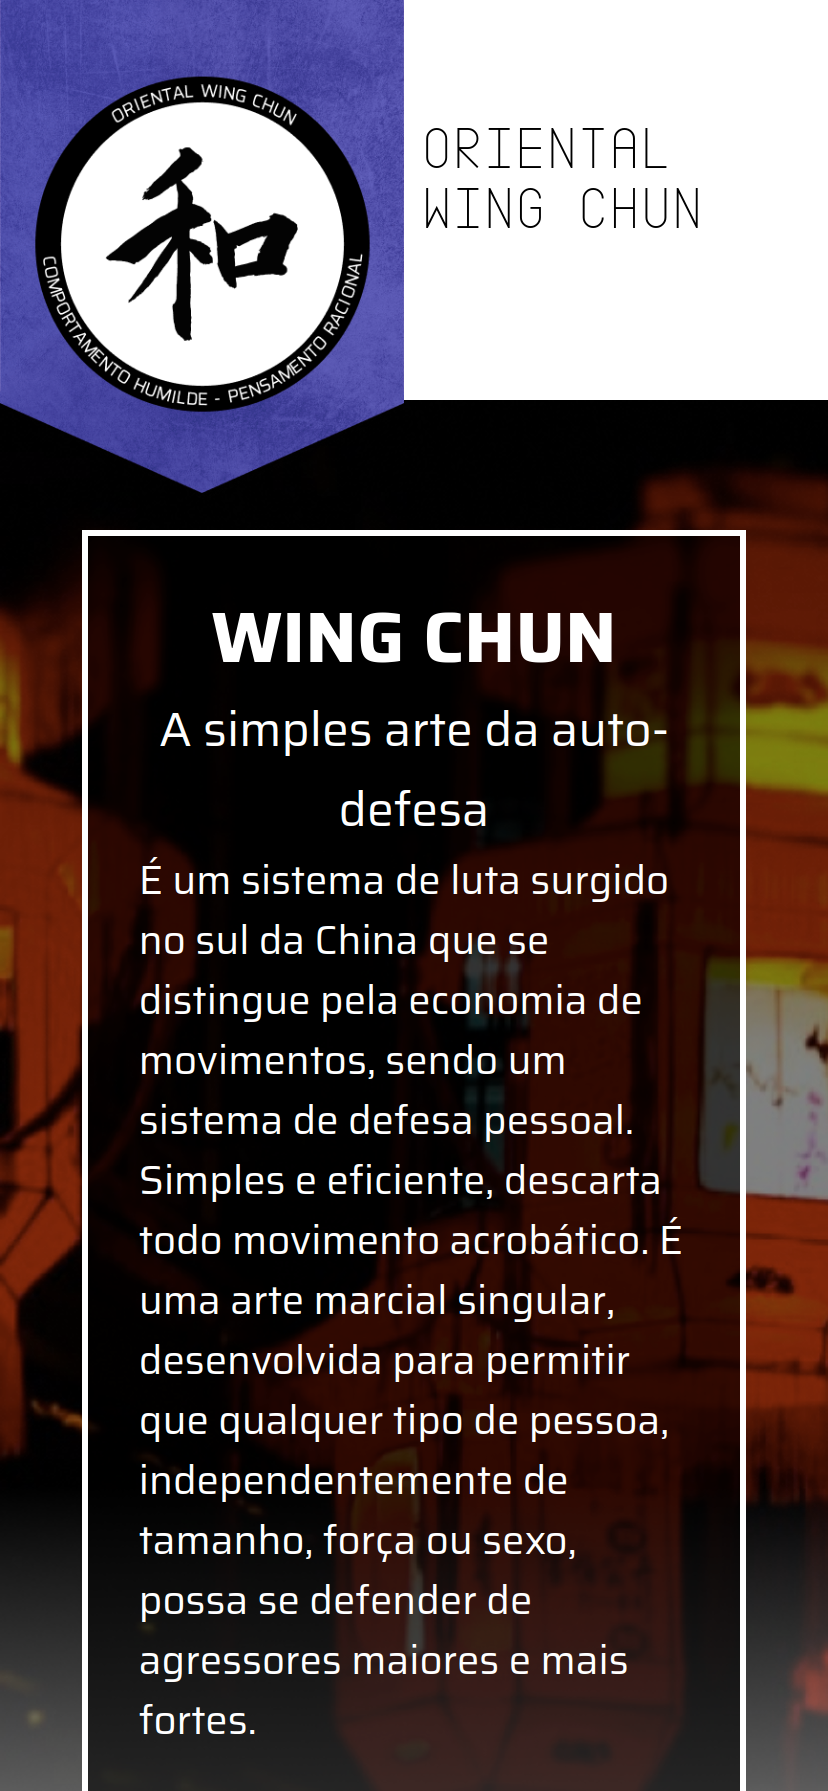 ORIENTAL WING CHUN
和
COMPORTAMENTO HUMILDE - PENSAMENTO RACIONAL
ORIENTAL
WING CHUN
WING CHUN
A simples arte da auto-
defesa
É um sistema de luta surgido
no sul da China que se
distingue pela economia de
movimentos, sendo um
sistema de defesa pessoal.
Simples e eficiente, descarta
todo movimento acrobático. É
uma arte marcial singular,
desenvolvida para permitir
que qualquer tipo de pessoa,
independentemente de
tamanho, força ou sexo,
possa se defender de
agressores maiores e mais
fortes.